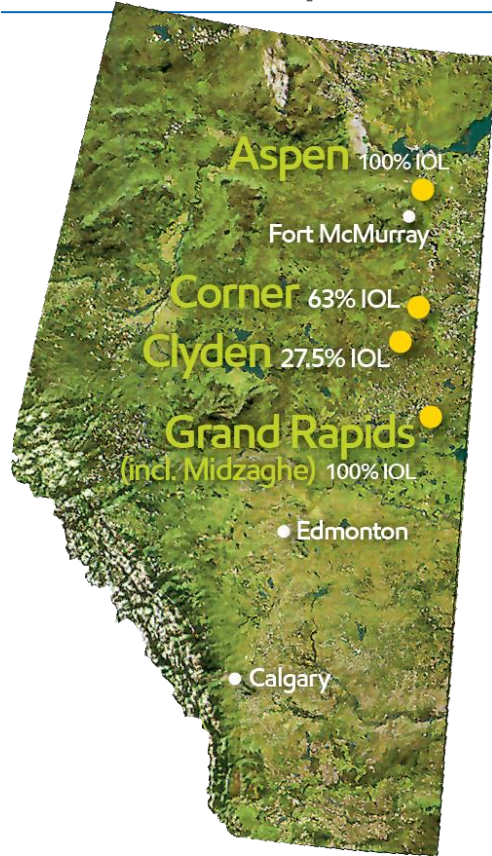 Aspen 100% IOL
Fort McMurray
Corner 63% IOL
Clyden 27.5% IOL
Grand Rapids
(incl. Midzaghe) 100% IOL
Edmonton
Calgary